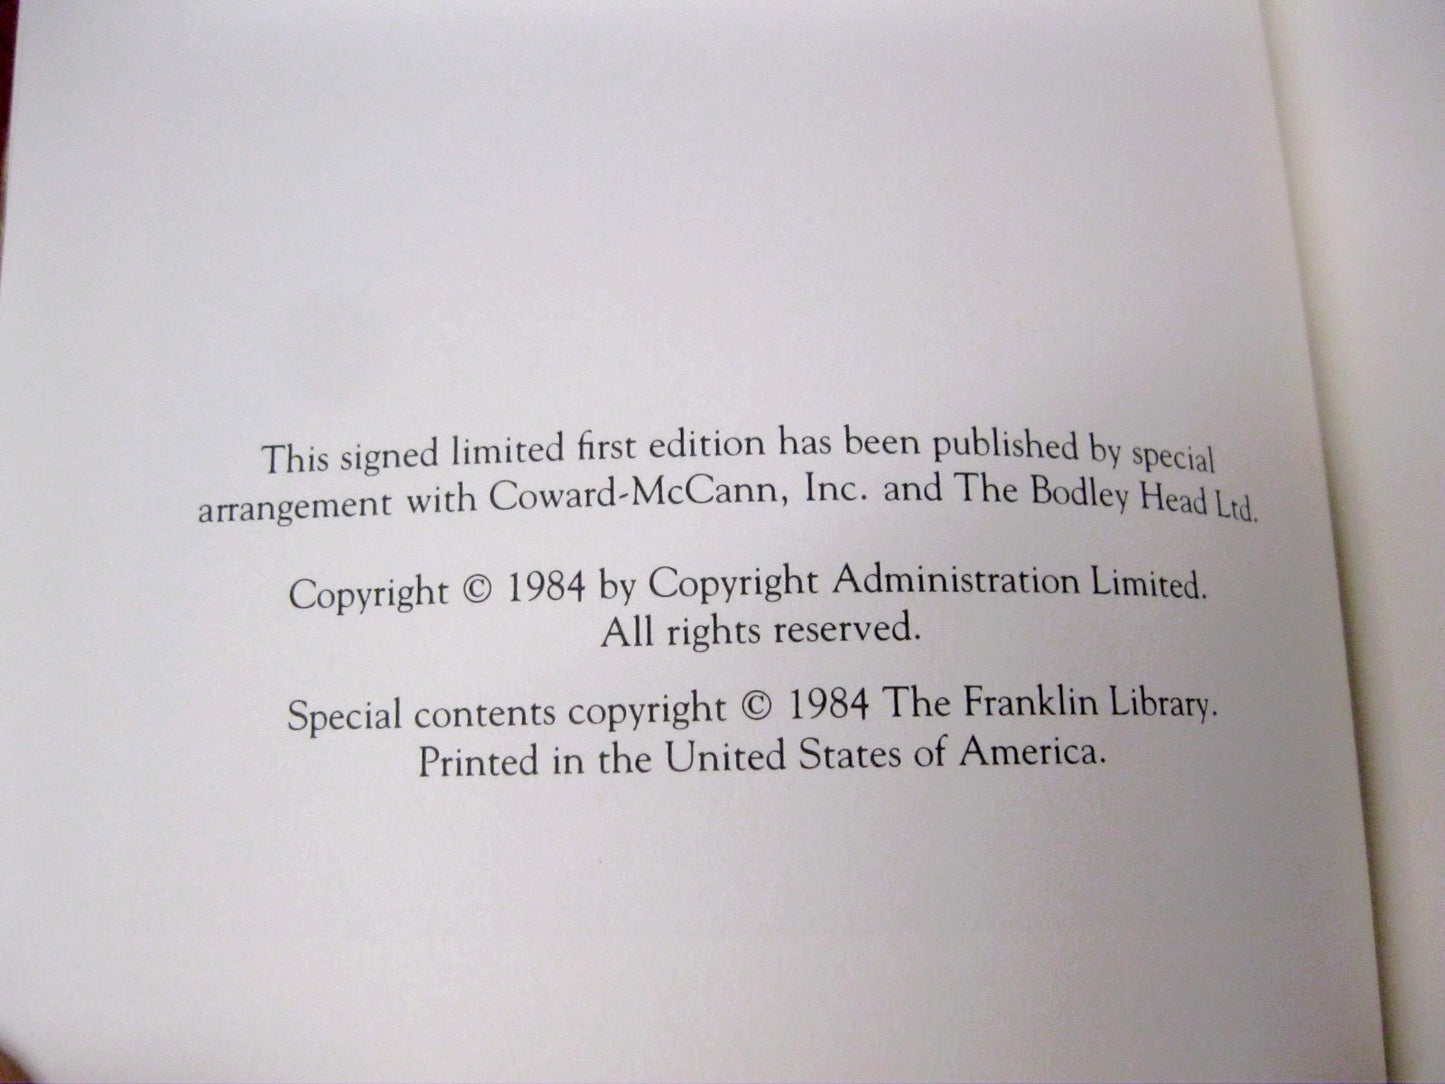 This signed limited first edition has been published by special
arrangement with Coward-McCann, Inc. and The Bodley Head Ltd.
Copyright © 1984 by Copyright Administration Limited.
All rights reserved.
Special contents copyright © 1984 The Franklin Library.
Printed in the United States of America.